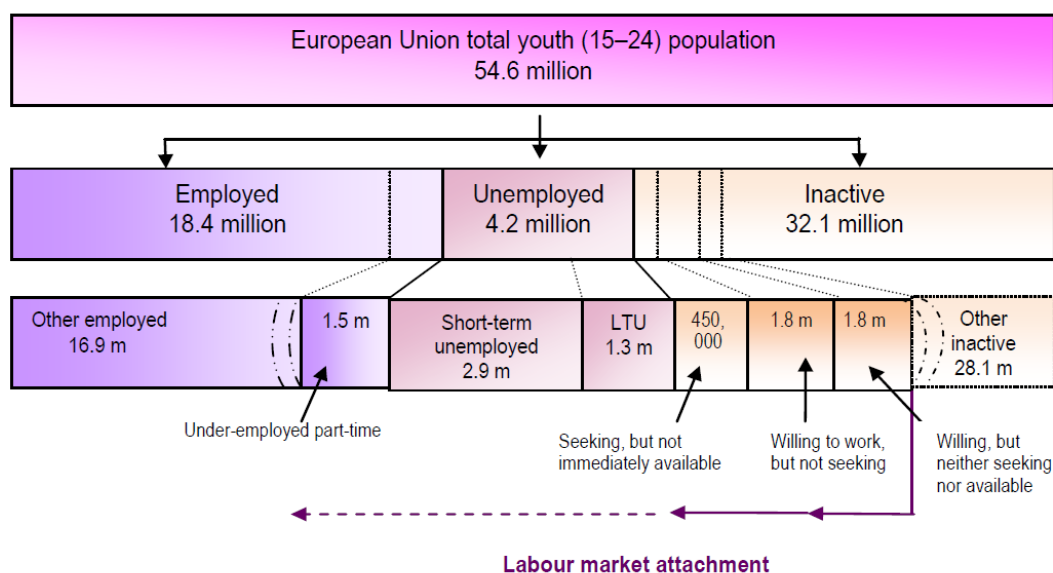 European Union total youth (15–24) population
54.6 million
Employed
18.4 million
Unemployed
4.2 million
Inactive
32.1 million
Other employed
16.9 m
1.5 m
Short-term
unemployed
2.9 m
LTU
1.3 m
450,
000
1.8 m
1.8 m
Other
inactive
28.1 m
Under-employed part-time
Seeking, but not
immediately available
Willing to work,
but not seeking
Willing, but
neither seeking
nor available
Labour market attachment